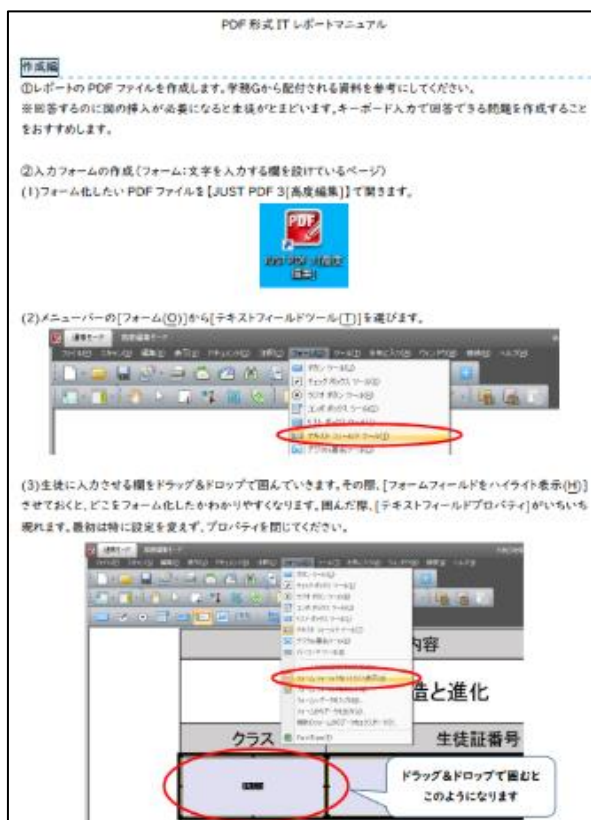 PDF 形式 IT レポートマニュアル
作成編
①レポートの PDF ファイルを作成します。学務Gから配付される資料を参考にしてください。
※回答するのに図の挿入が必要になると生徒がとまどいます。キーボード入力で回答できる問題を作成すること
をおすすめします。
②入力フォームの作成(フォーム:文字を入力する欄を設けているページ)
(1)フォーム化したい PDF ファイルを【JUST PDF 3[高度編集]】で開きます。
PDF
(2)メニューバーの[フォーム(O)]から[テキストフィールドツール(T)]を選びます。
(3)生徒に入力させる欄をドラッグ&ドロップで囲んでいきます。その際、[フォームフィールドをハイライト表示(H)]
させておくと、どこをフォーム化したかわかりやすくなります。囲んだ際、[テキストフィールドプロパティ]がいちいち
現れます。最初は特に設定を変えず、プロパティを閉じてください。
内容
造と進化
クラス
生徒証番号
ドラッグ&ドロップで囲むと
このようになります